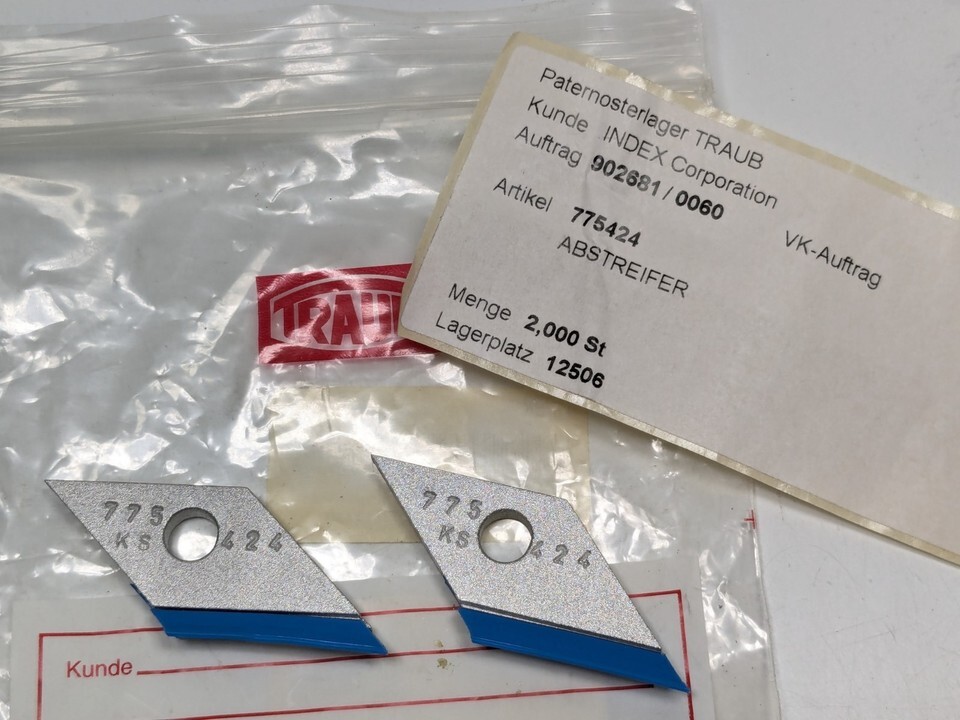 Paternosterlager TRAUB
Kunde INDEX Corporation
Auftrag 902681 / 0060
VK-Auftrag
Artikel 775424
ABSTREIFER
Menge 2,000 St
Lagerplatz 12506
TRAU
775 424
KS
775 424
KS
Kunde